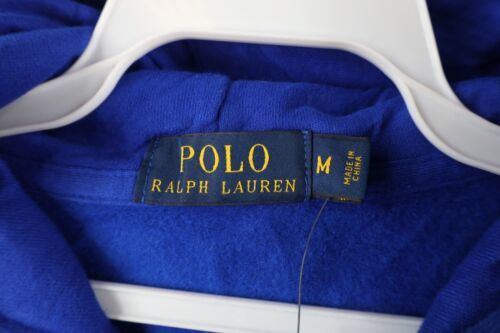 POLO
RALPH LAUREN
M
MADE IN
CHINA